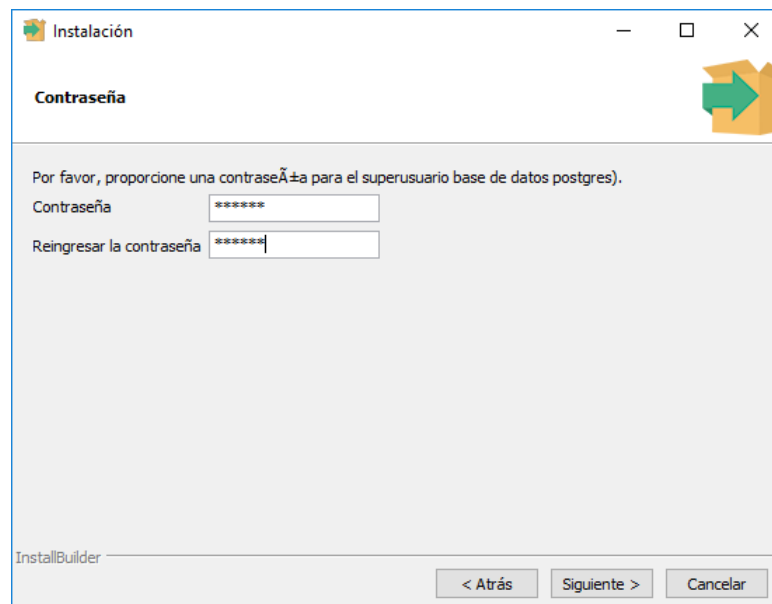 Instalación
Contraseña
Por favor, proporcione una contraseÃ±a para el superusuario base de datos postgres).
Contraseña ******
Reingresar la contraseña ******
InstallBuilder
< Atrás Siguiente > Cancelar